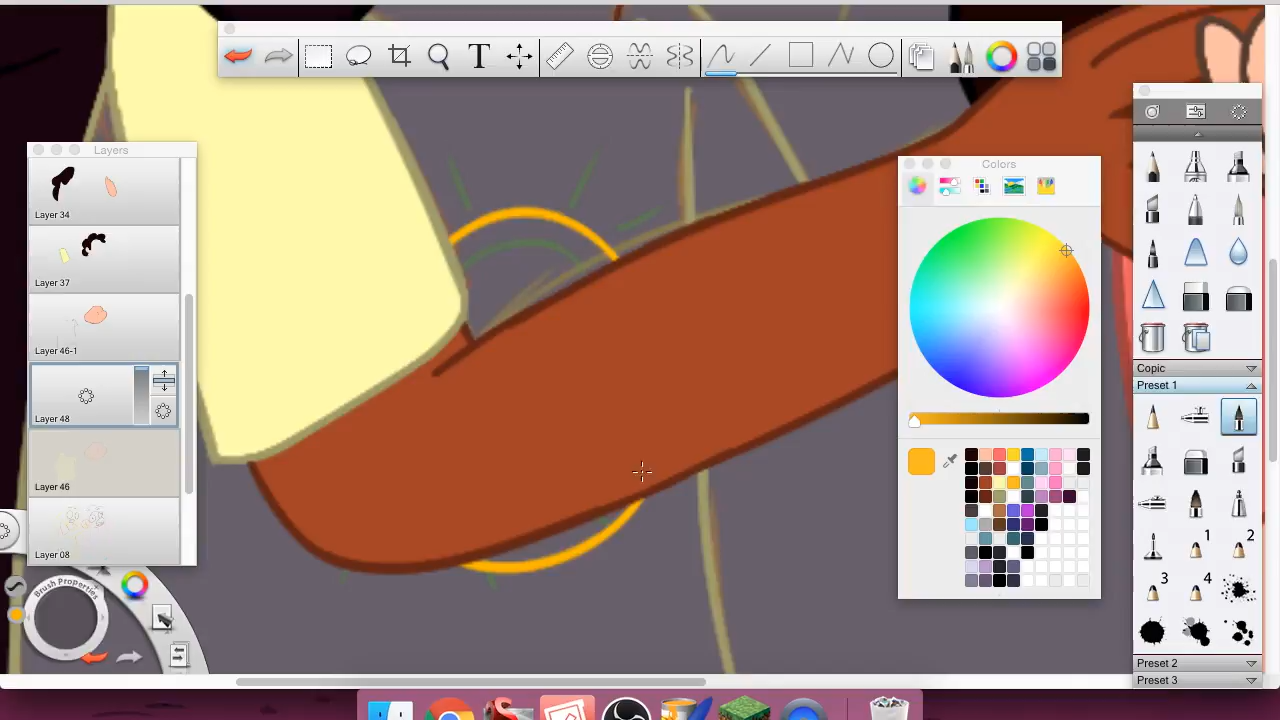 T
Layers
Layer 34
Layer 37
Layer 46-1
Layer 48
Layer 46
Layer 08
Brush Properties
Colors
Copic
Preset 1
1
2
3
4
Preset 2
Preset 3